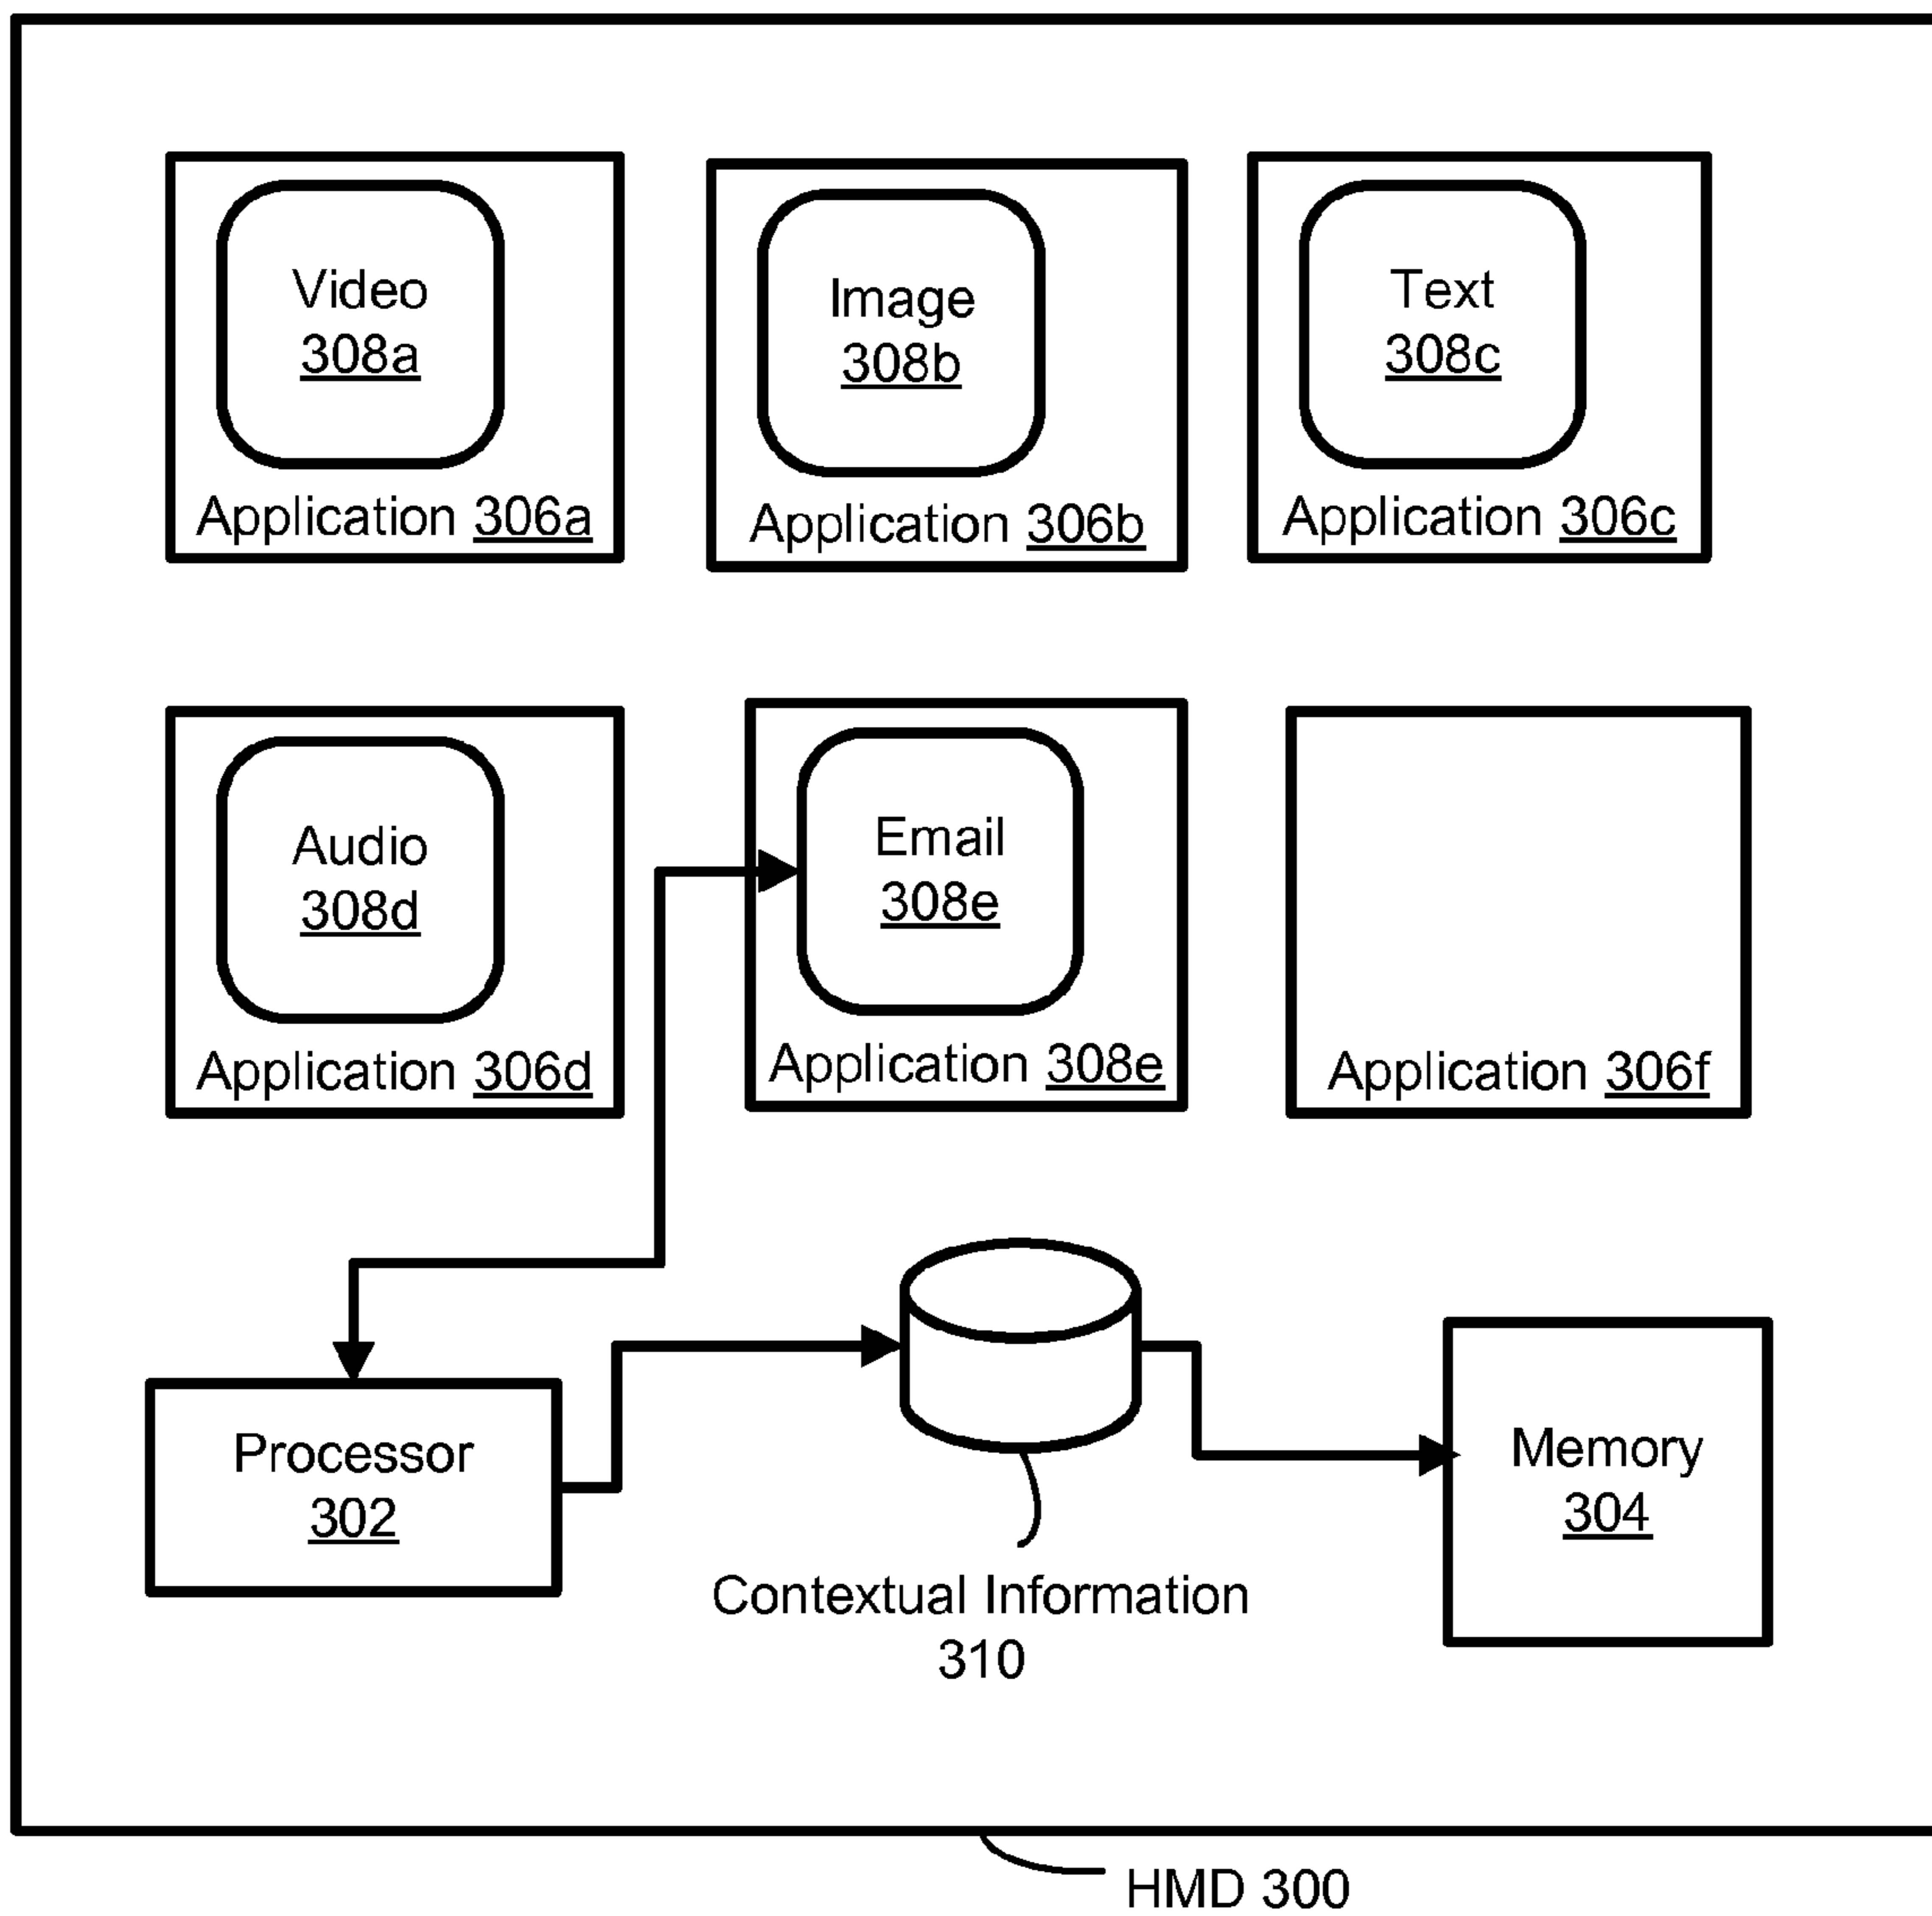 Video
308a
Application 306a
Image
308b
Application 306b
Text
308c
Application 306c
Audio
308d
Application 306d
Email
308e
Application 308e
Application 306f
Processor
302
Contextual Information
310
Memory
304
HMD 300